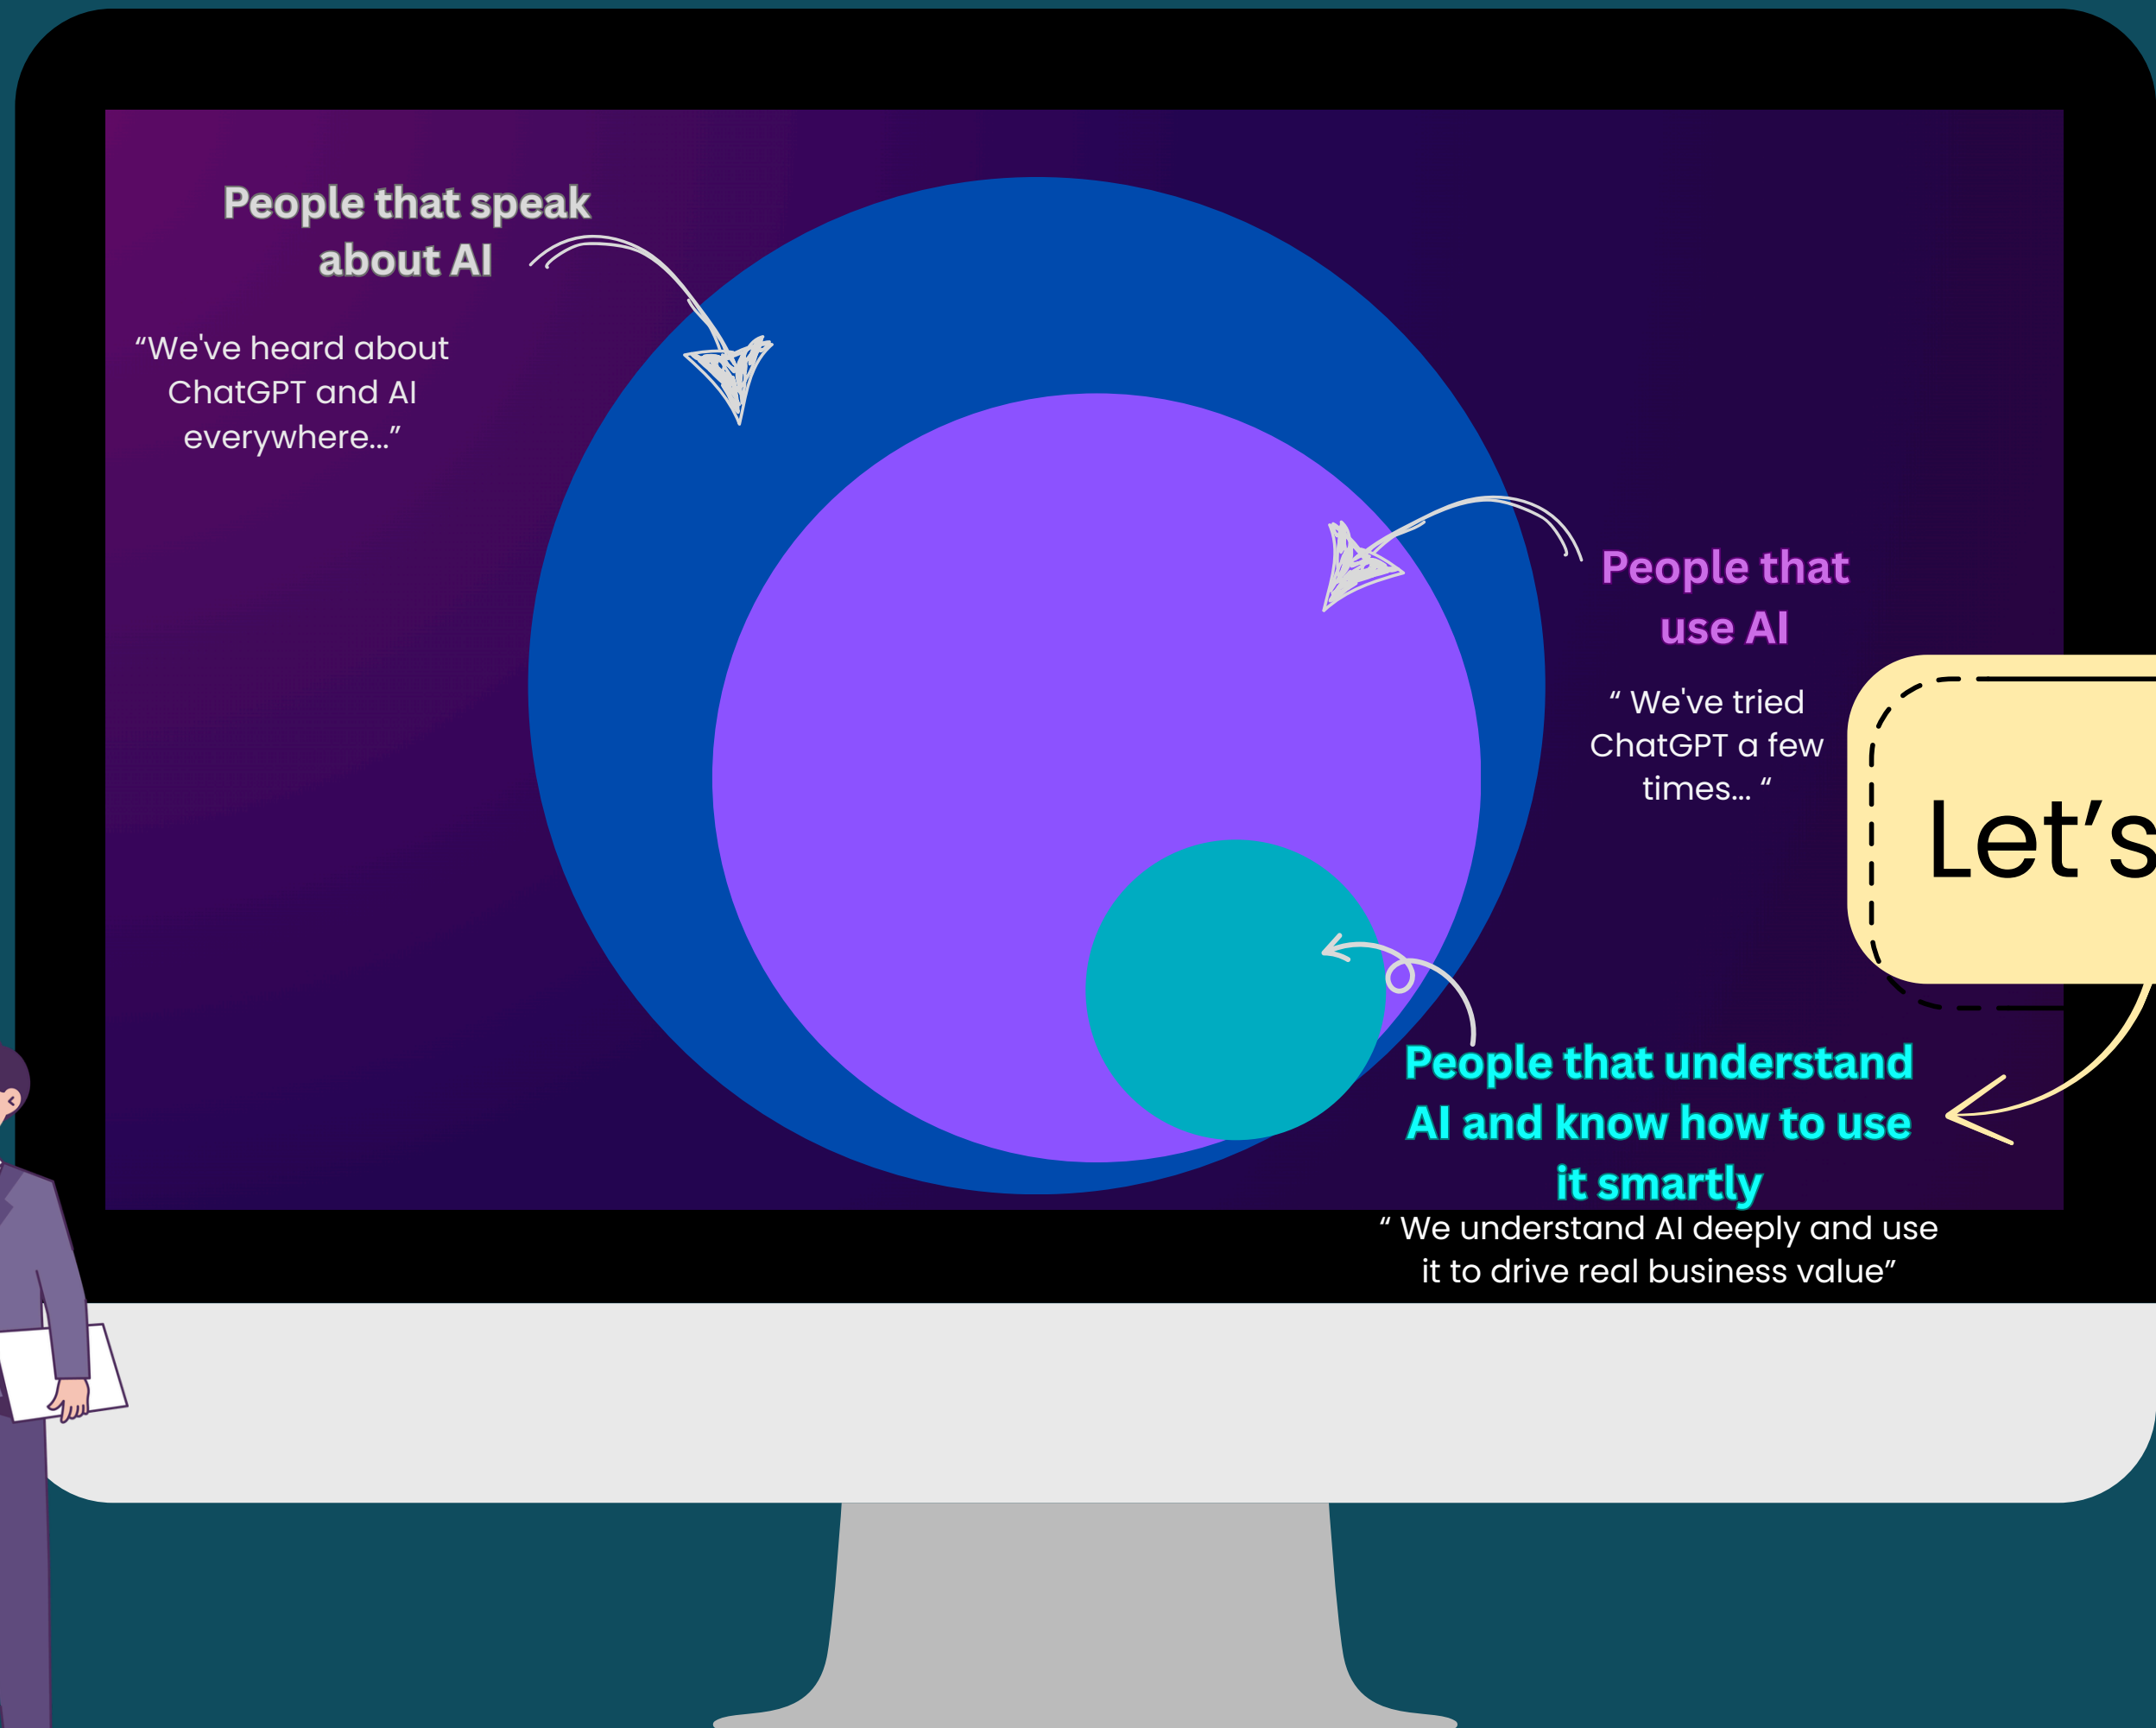 People that speak
about AI
“We've heard about
ChatGPT and AI
everywhere...”
People that
use AI
“ We've tried
ChatGPT a few
times... “
Let’s
People that understand
AI and know how to use
it smartly
“ We understand AI deeply and use
it to drive real business value”